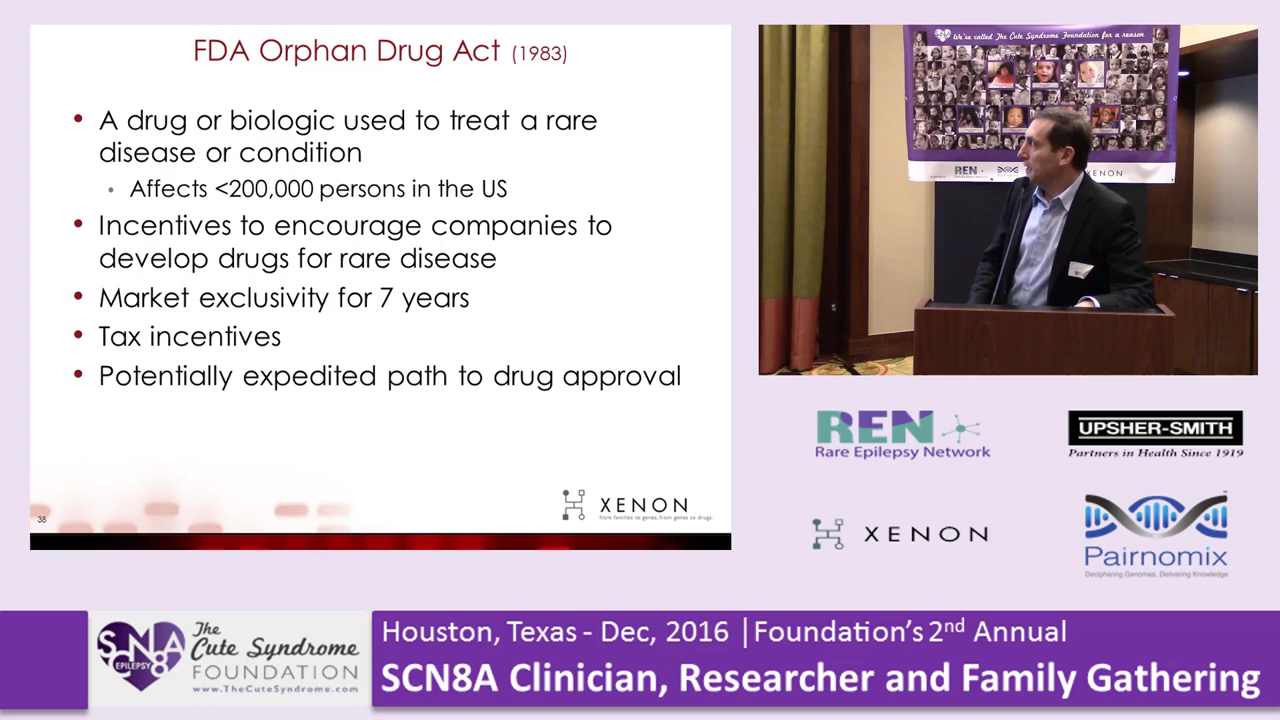 FDA Orphan Drug Act (1983)
• A drug or biologic used to treat a rare
disease or condition
• Affects <200,000 persons in the US
• Incentives to encourage companies to
develop drugs for rare disease
• Market exclusivity for 7 years
• Tax incentives
• Potentially expedited path to drug approval
38
XENON
from families to genes, from genes to drugs.
We're called The Cute Syndrome Foundation for a reason
REN
XENON
REN
Rare Epilepsy Network
UPSHER-SMITH
Partners in Health Since 1919
XENON
Pairnomix
Deciphering Genomes, Delivering Knowledge
SCN8A
EPILEPSY
The
Cute Syndrome
FOUNDATION
www.TheCuteSyndrome.com
Houston, Texas - Dec, 2016 | Foundation's 2nd Annual
SCN8A Clinician, Researcher and Family Gathering